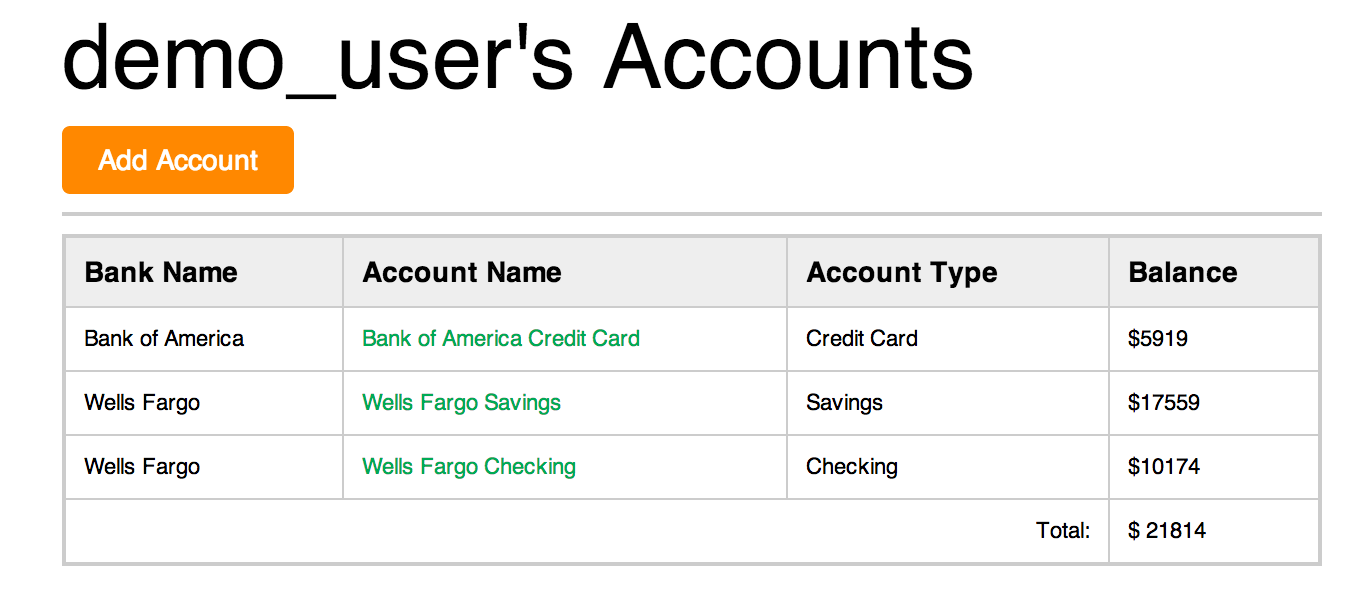 demo_user's Accounts
Add Account
Bank Name Account Name Account Type Balance
Bank of America Bank of America Credit Card Credit Card $5919
Wells Fargo Wells Fargo Savings Savings $17559
Wells Fargo Wells Fargo Checking Checking $10174
Total: $ 21814